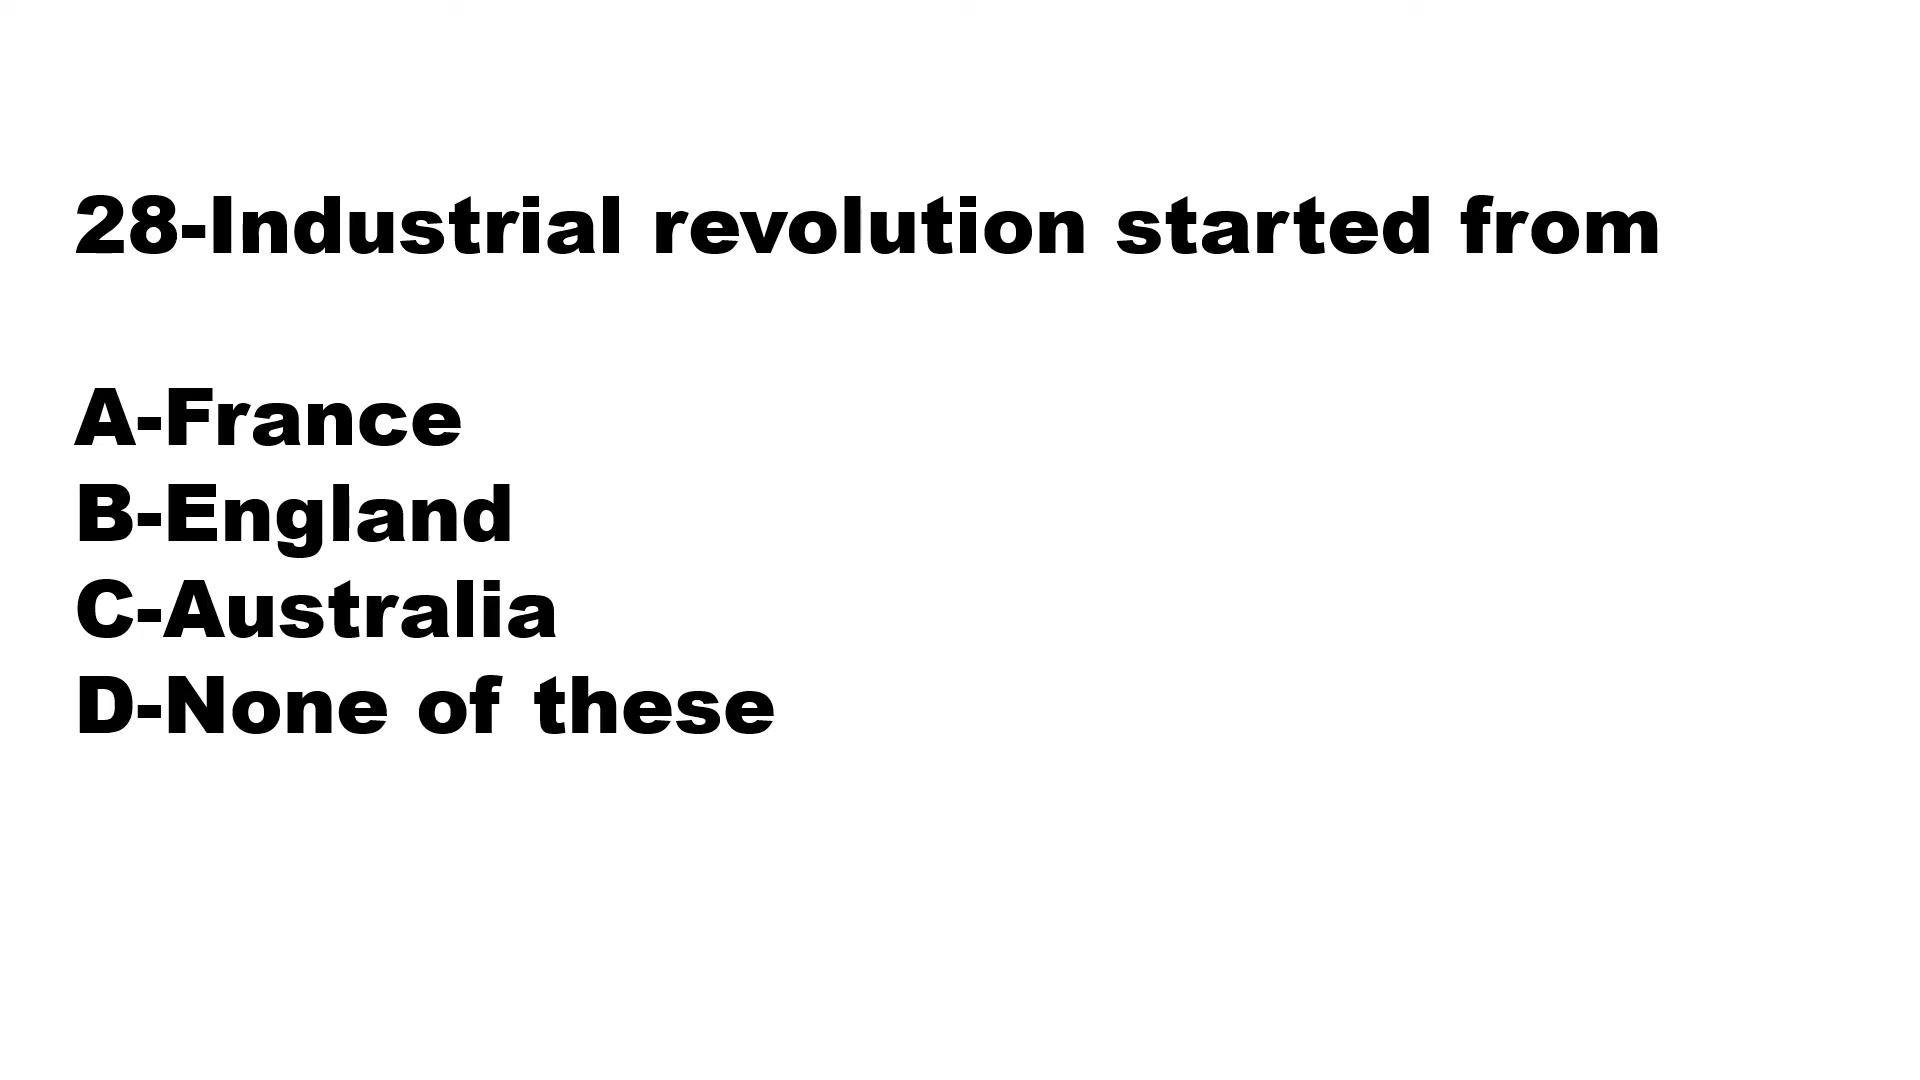 28-Industrial revolution started from
A-France
B-England
C-Australia
D-None of these